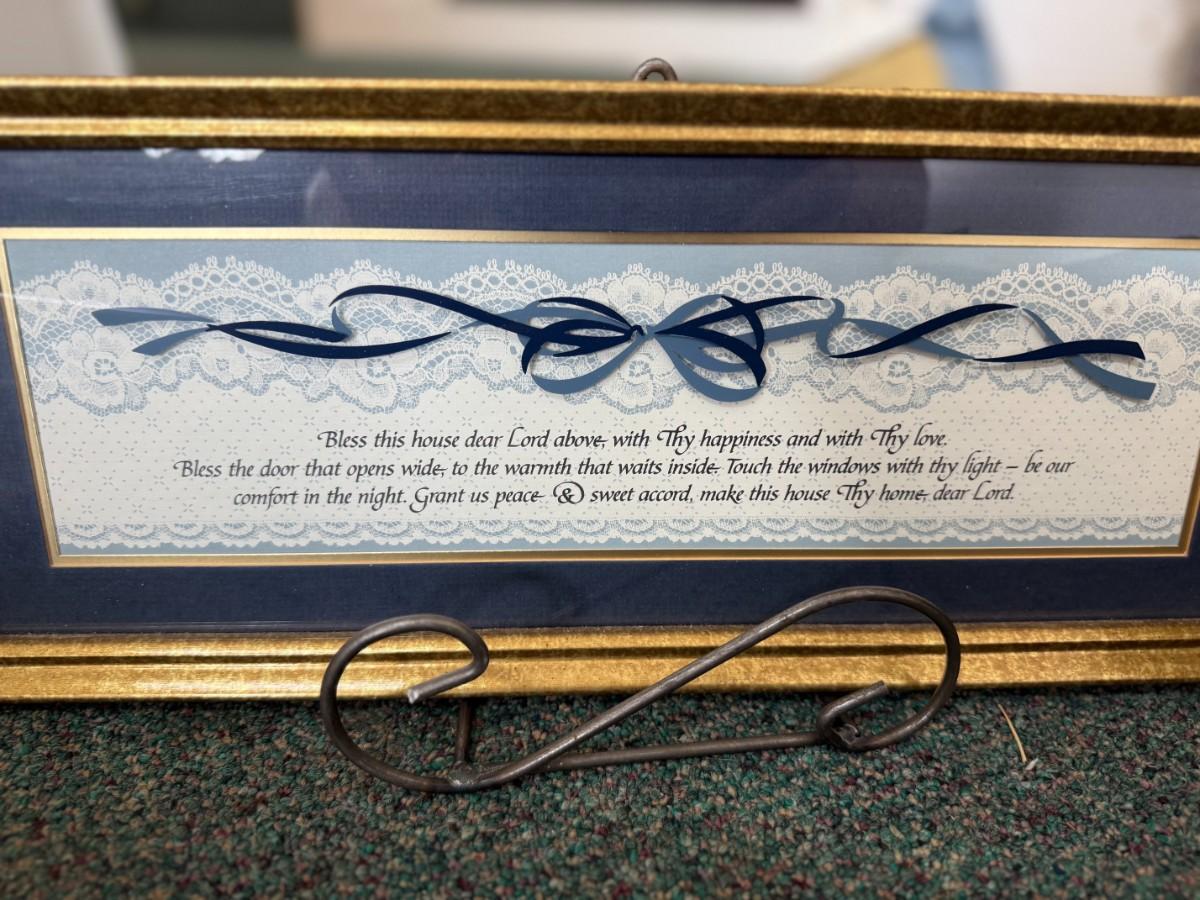 Bless this house dear Lord above, with Thy happiness and with Thy love.
Bless the door that opens wide, to the warmth that waits inside. Touch the windows with thy light – be our
comfort in the night. Grant us peace & sweet accord, make this house Thy home, dear Lord.